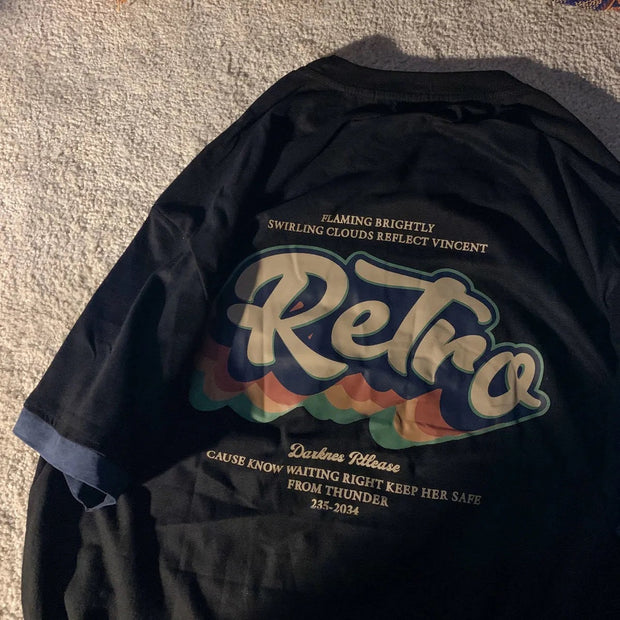 FLAMING BRIGHTLY
SWIRLING CLOUDS REFLECT VINCENT
Retro
Darknes Rilease
CAUSE KNOW WAITING RIGHT KEEP HER SAFE
FROM THUNDER
235-2034